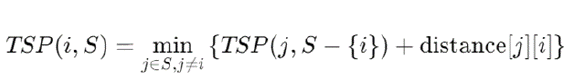 TSP(i, S) = min_{j∈S,j≠i} {TSP(j, S − {i}) + distance[j][i]}